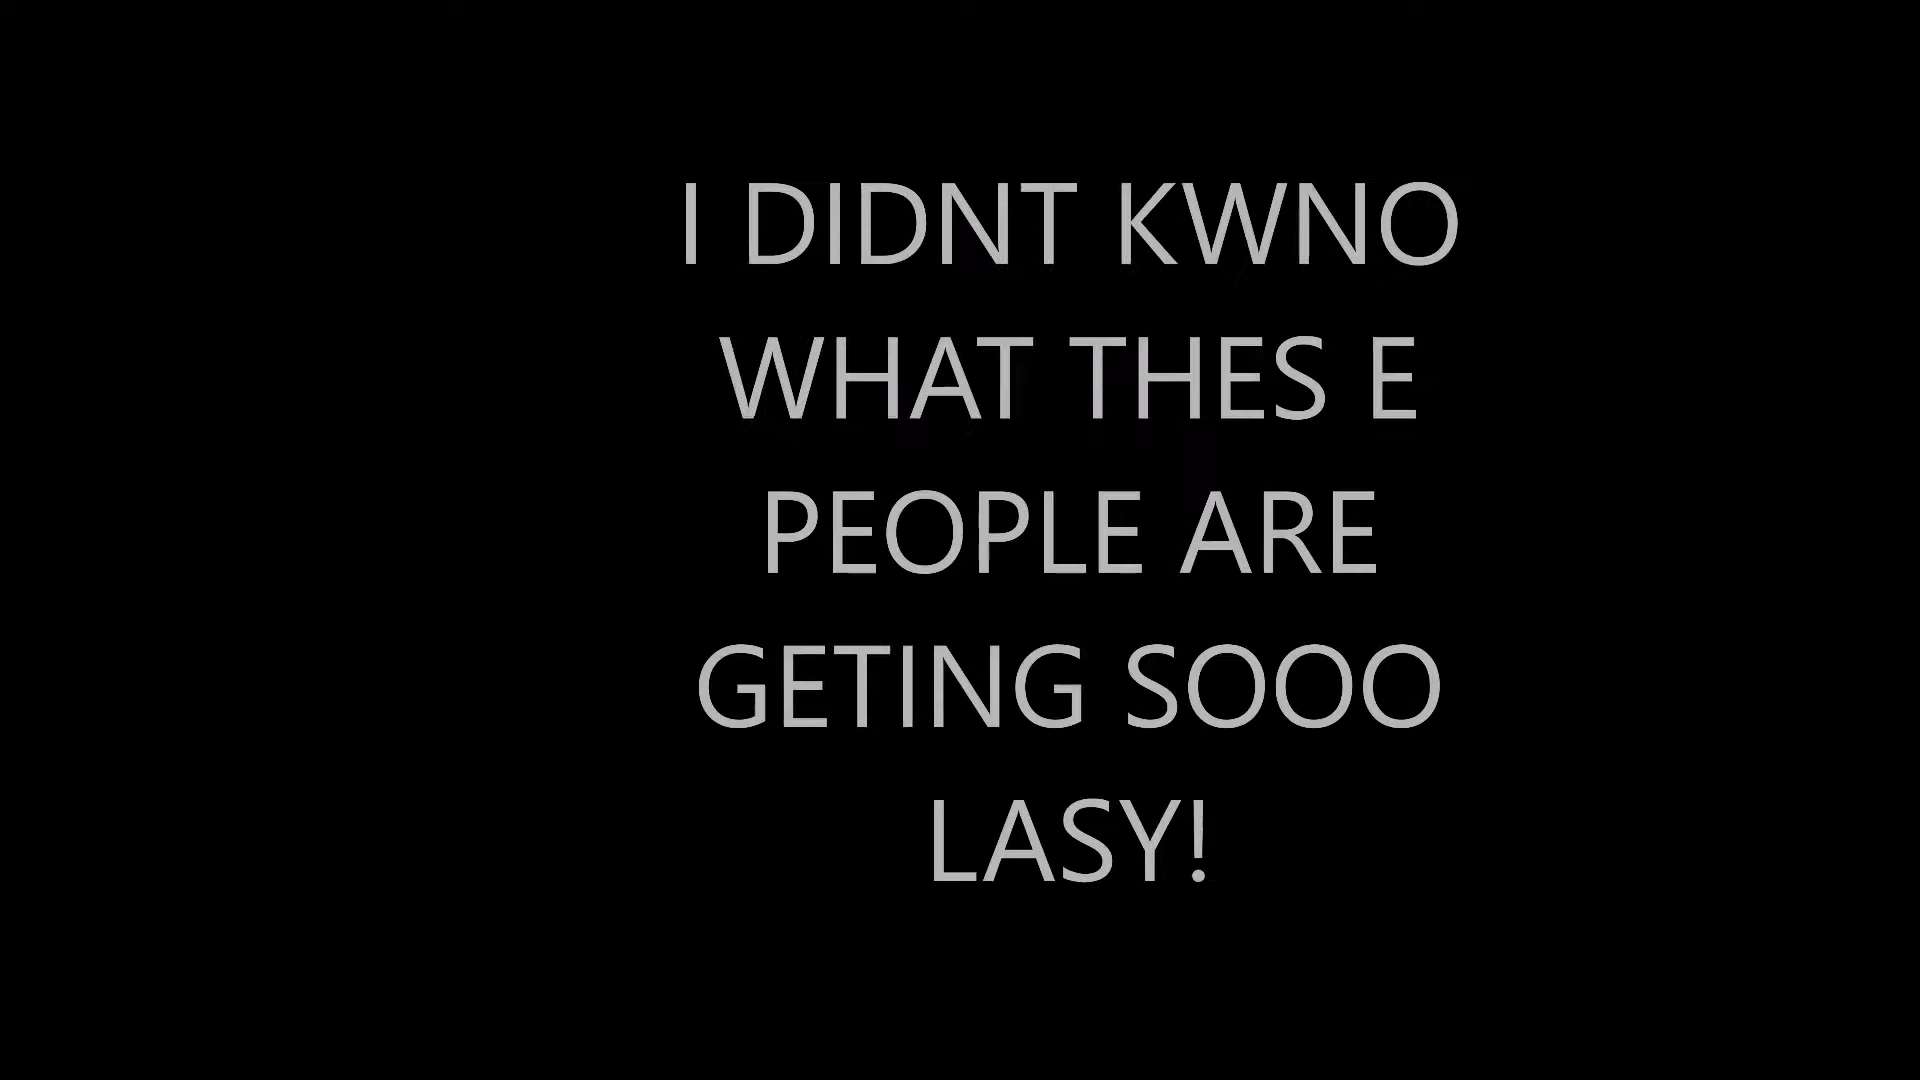 I DIDNT KWNO
WHAT THES E
PEOPLE ARE
GETING SOOO
LASY!